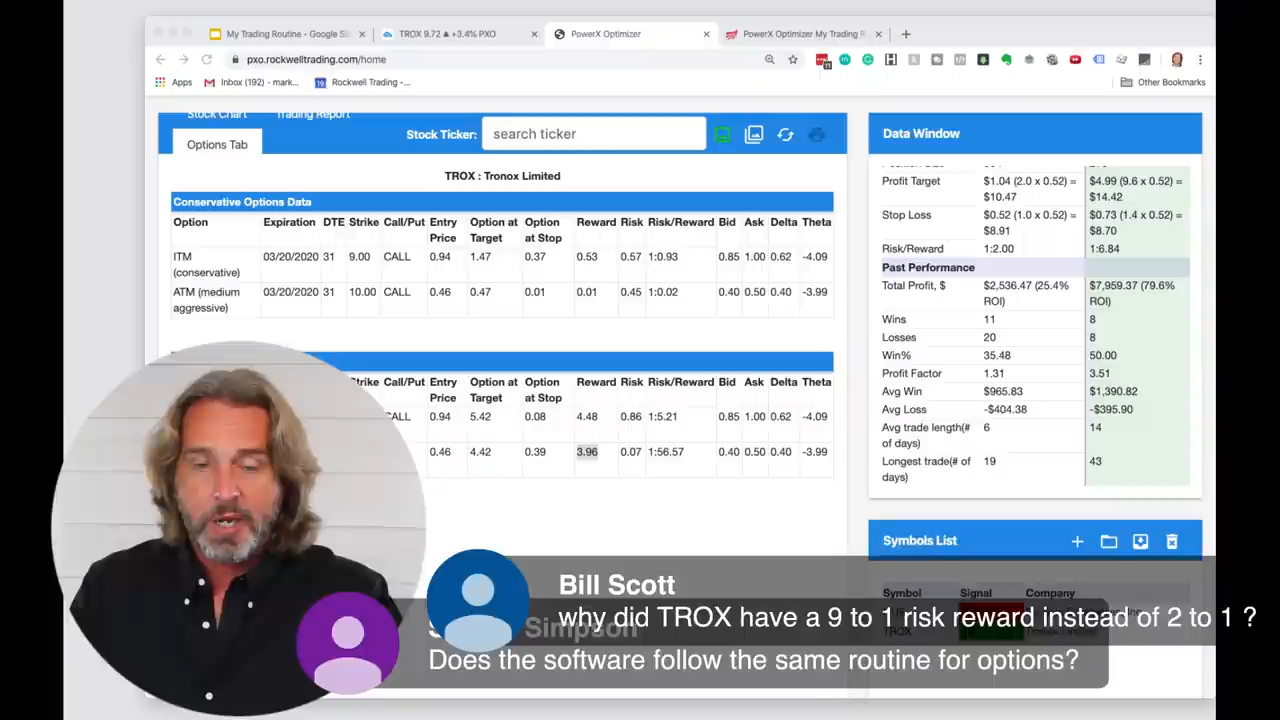 My Trading Routine - Google Sli
TROX 9.72 ▲ +3.4% PXO
PowerX Optimizer
PowerX Optimizer My Trading R
pxo.rockwelltrading.com/home
Apps
Inbox (192) - mark...
Rockwell Trading -...
Other Bookmarks
Stock Chart Trading Report
Options Tab
Stock Ticker: search ticker
TROX : Tronox Limited
Conservative Options Data
Option Expiration DTE Strike Call/Put Entry Price Option at Target Option at Stop Reward Risk Risk/Reward Bid Ask Delta Theta
ITM (conservative) 03/20/2020 31 9.00 CALL 0.94 1.47 0.37 0.53 0.57 1:0.93 0.85 1.00 0.62 -4.09
ATM (medium aggressive) 03/20/2020 31 10.00 CALL 0.46 0.47 0.01 0.01 0.45 1:0.02 0.40 0.50 0.40 -3.99
Strike Call/Put Entry Price Option at Target Option at Stop Reward Risk Risk/Reward Bid Ask Delta Theta
CALL 0.94 5.42 0.08 4.48 0.86 1:5.21 0.85 1.00 0.62 -4.09
0.46 4.42 0.39 3.96 0.07 1:56.57 0.40 0.50 0.40 -3.99
Data Window
Profit Target $1.04 (2.0 x 0.52) = $10.47 $4.99 (9.6 x 0.52) = $14.42
Stop Loss $0.52 (1.0 x 0.52) = $8.91 $0.73 (1.4 x 0.52) = $8.70
Risk/Reward 1:2.00 1:6.84
Past Performance
Total Profit, $ $2,536.47 (25.4% ROI) $7,959.37 (79.6% ROI)
Wins 11 8
Losses 20 8
Win% 35.48 50.00
Profit Factor 1.31 3.51
Avg Win $965.83 $1,390.82
Avg Loss -$404.38 -$395.90
Avg trade length(# of days) 6 14
Longest trade(# of days) 19 43
Symbols List
Symbol Signal Company
TROX
Bill Scott
why did TROX have a 9 to 1 risk reward instead of 2 to 1 ?
Simpson
Does the software follow the same routine for options?